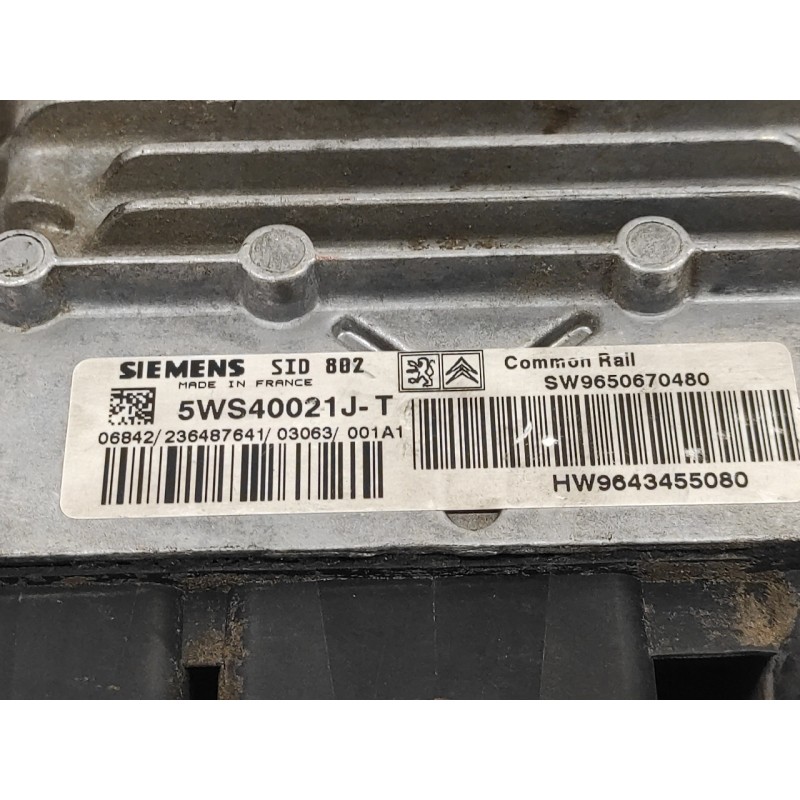 SIEMENS SID 802
MADE IN FRANCE
5WS40021J-T
06842/236487641/03063/001A1
Common Rail
SW9650670480
HW9643455080